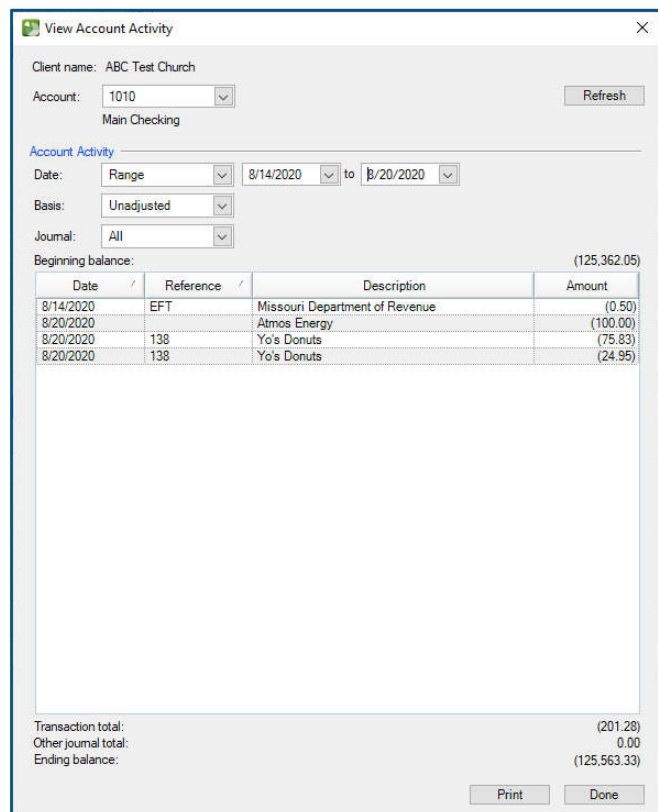 View Account Activity
Client name: ABC Test Church
Account: 1010 Refresh
Main Checking
Account Activity
Date: Range 8/14/2020 to 8/20/2020
Basis: Unadjusted
Journal: All
Beginning balance: (125,362.05)
Date / Reference / Description Amount
8/14/2020 EFT Missouri Department of Revenue (0.50)
8/20/2020 Atmos Energy (100.00)
8/20/2020 138 Yo's Donuts (75.83)
8/20/2020 138 Yo's Donuts (24.95)
Transaction total: (201.28)
Other journal total: 0.00
Ending balance: (125,563.33)
Print Done